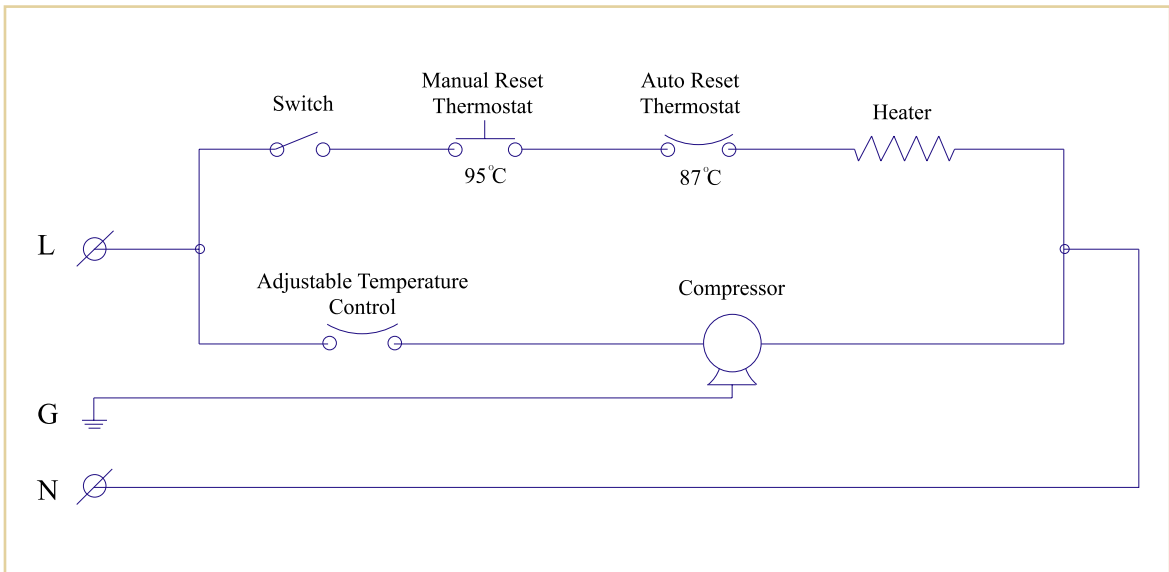 Switch
Manual Reset
Thermostat
95°C
Auto Reset
Thermostat
87°C
Heater
L
Adjustable Temperature
Control
Compressor
G
N